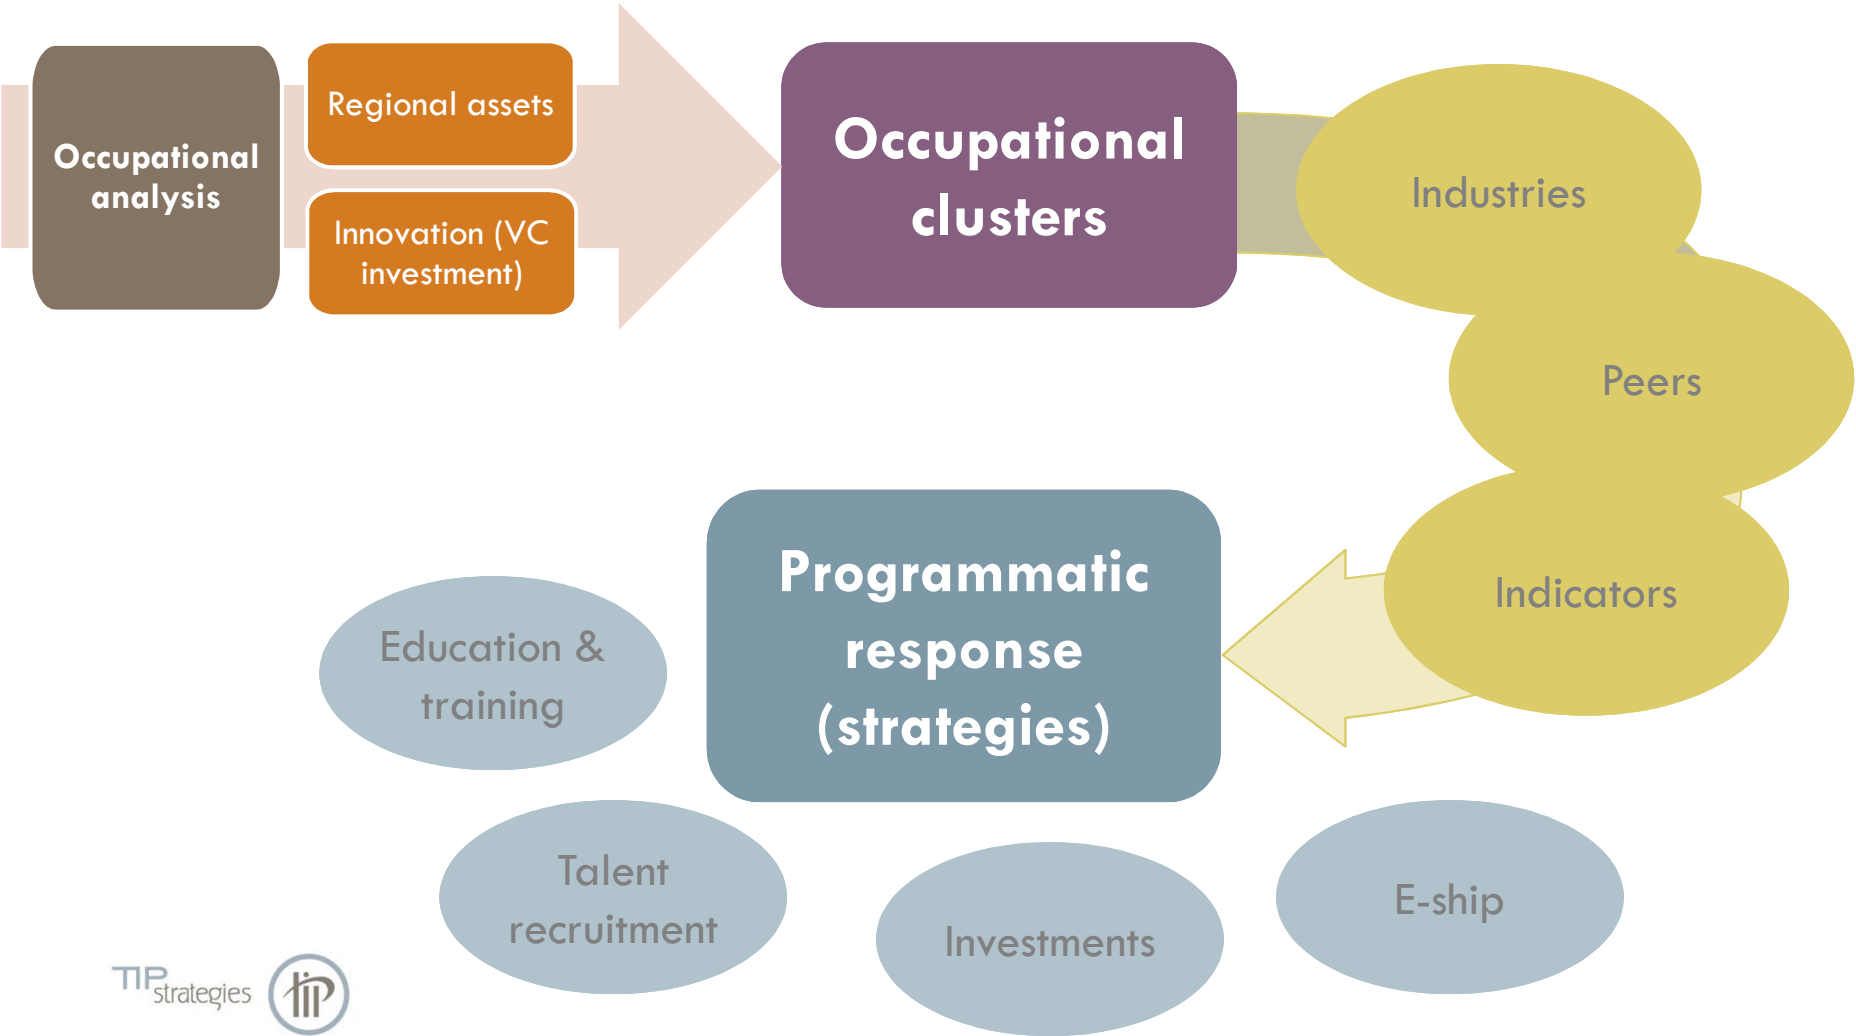 Occupational
analysis
Regional assets
Innovation (VC
investment)
Occupational
clusters
Industries
Peers
Indicators
Programmatic
response
(strategies)
Education &
training
Talent
recruitment
Investments
E-ship
TIP
strategies
tip